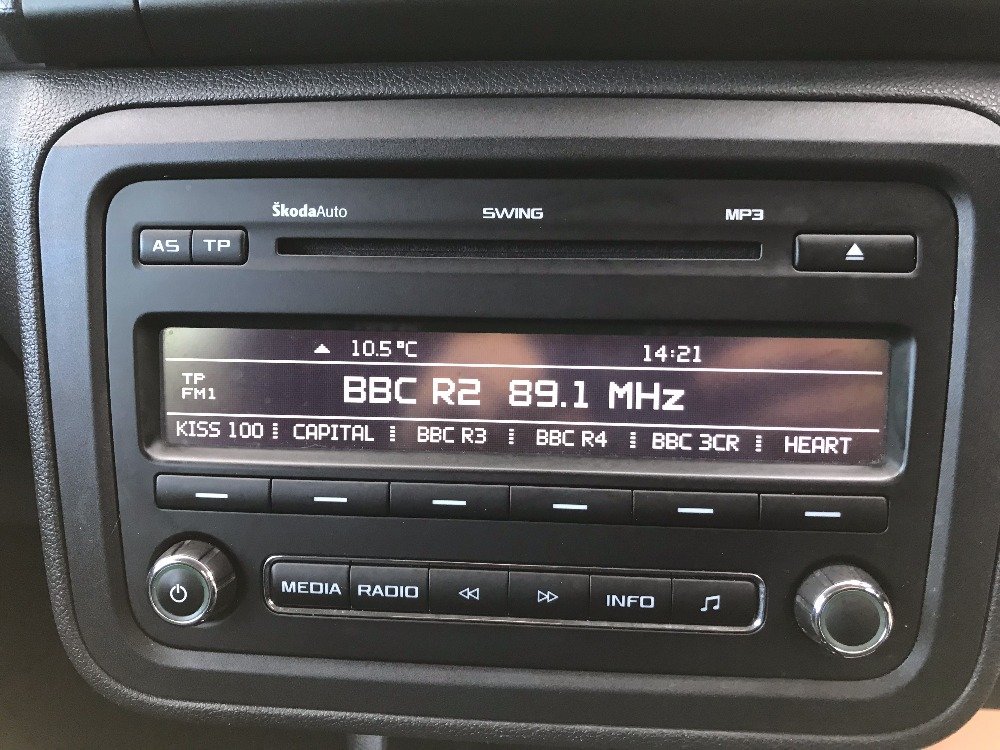 ŠkodaAuto SWING MP3
AS TP
10.5°C 14:21
TP
FM1
BBC R2 89.1 MHz
KISS 100 CAPITAL BBC R3 BBC R4 BBC 3CR HEART
MEDIA RADIO INFO